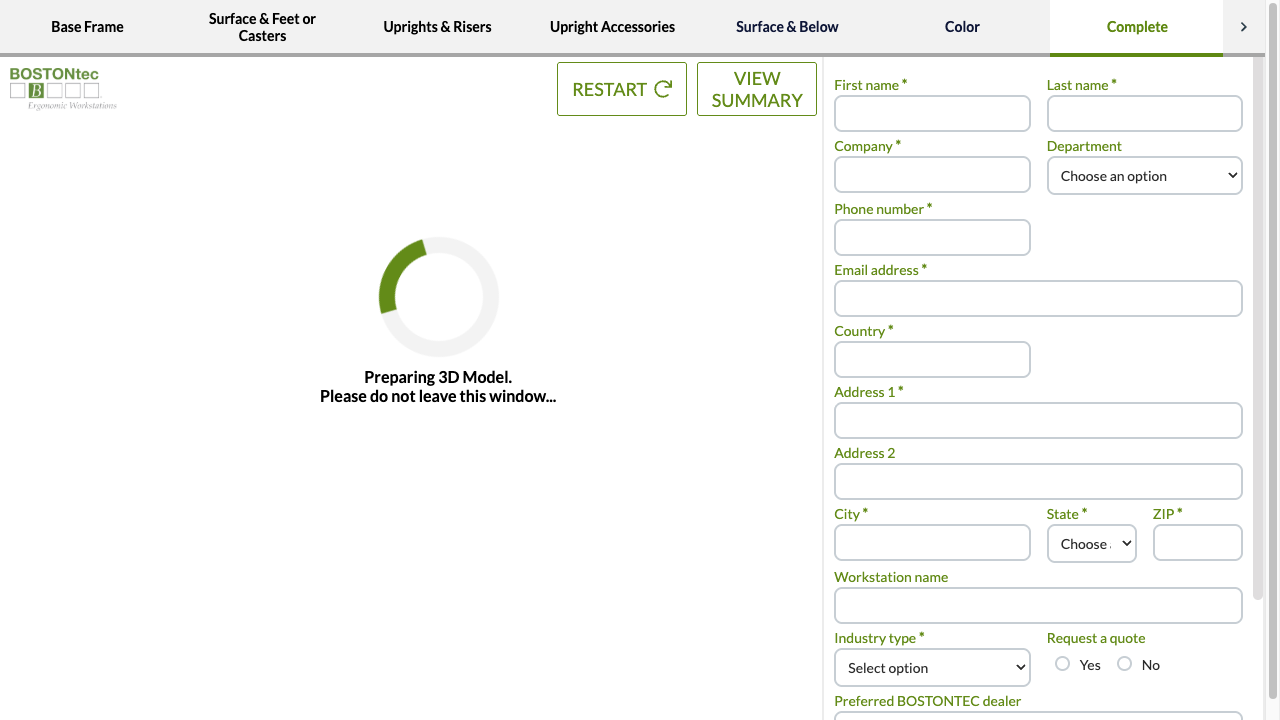 Base Frame
Surface & Feet or
Casters
Uprights & Risers
Upright Accessories
Surface & Below
Color
Complete
BOSTONtec
B
Ergonomic Workstations
RESTART
VIEW
SUMMARY
Preparing 3D Model.
Please do not leave this window...
First name *
Last name *
Company *
Department
Choose an option
Phone number *
Email address *
Country *
Address 1 *
Address 2
City *
State *
ZIP *
Choose
Workstation name
Industry type *
Request a quote
Select option
Yes
No
Preferred BOSTONTEC dealer